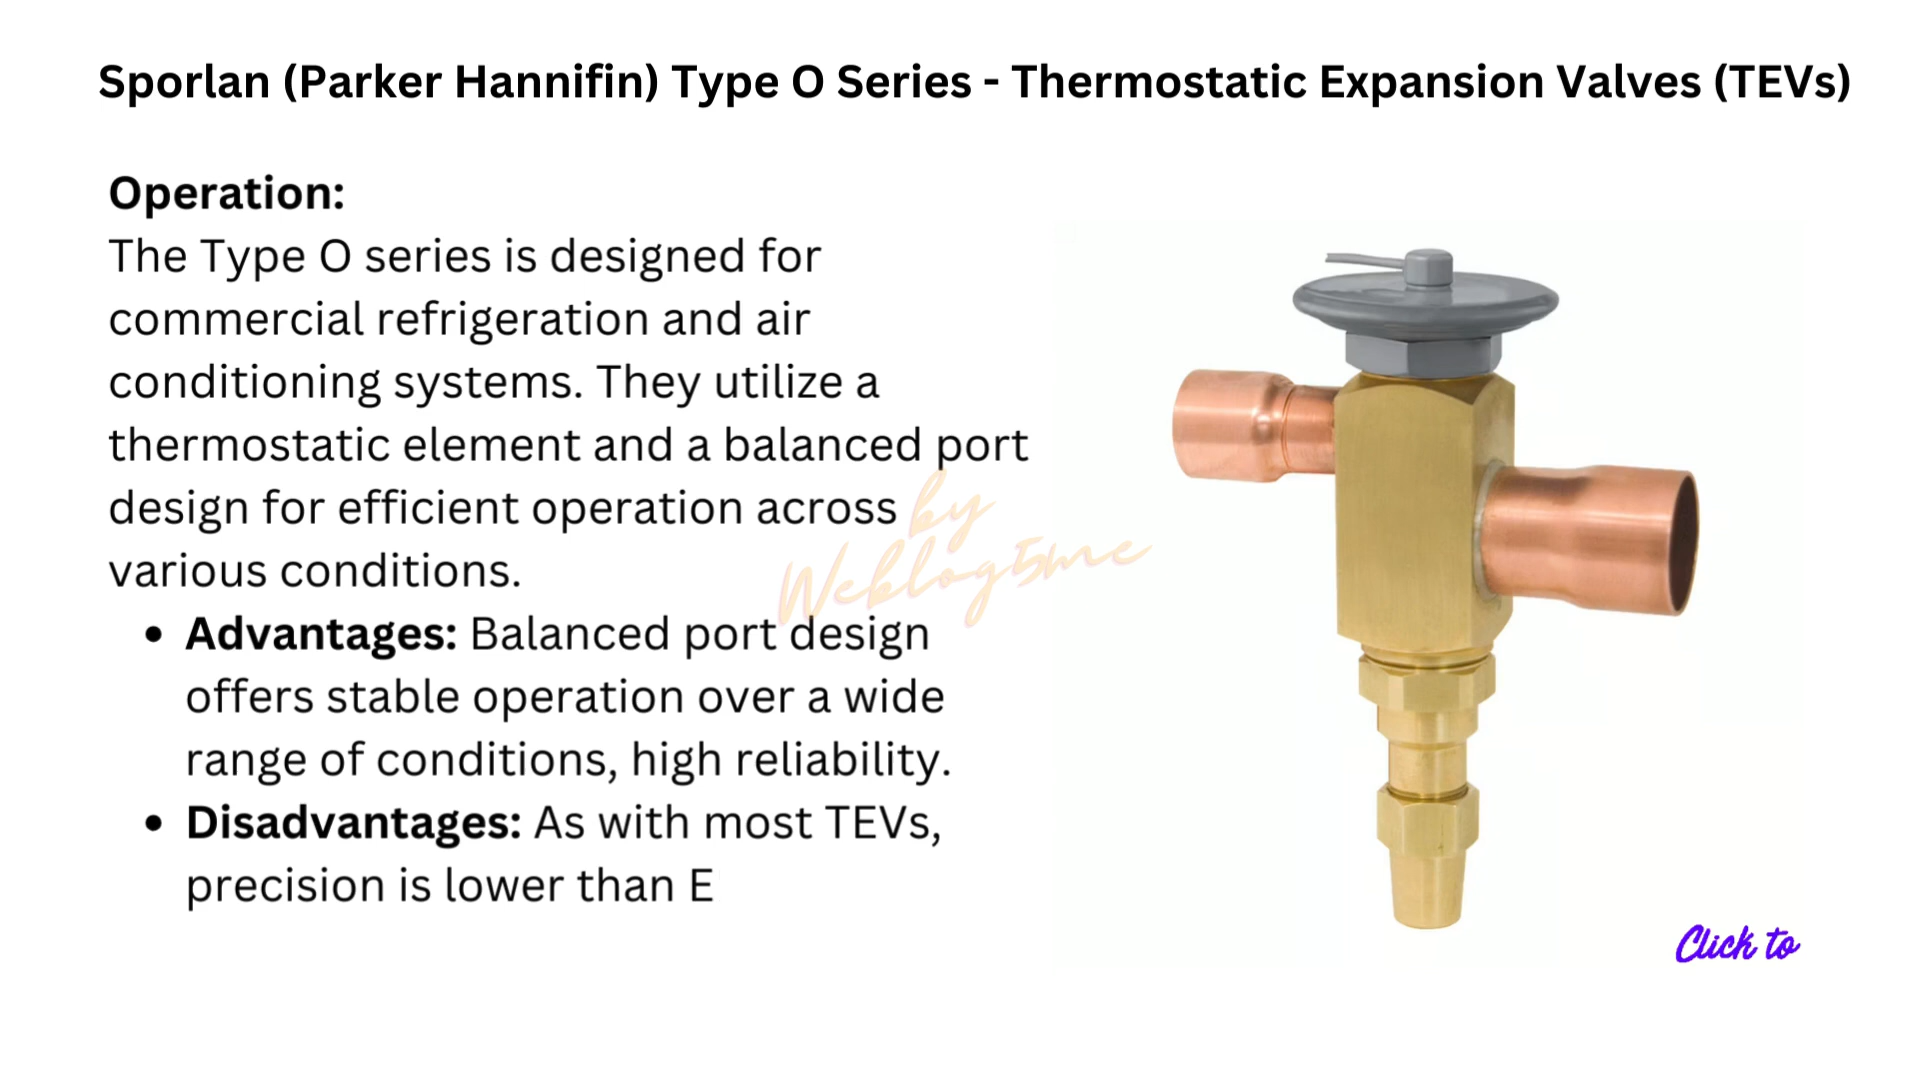 Sporlan (Parker Hannifin) Type O Series - Thermostatic Expansion Valves (TEVs)
Operation:
The Type O series is designed for
commercial refrigeration and air
conditioning systems. They utilize a
thermostatic element and a balanced port
design for efficient operation across
various conditions.
• Advantages: Balanced port design
offers stable operation over a wide
range of conditions, high reliability.
• Disadvantages: As with most TEVs,
precision is lower than E
by
Weblog5me
Click to